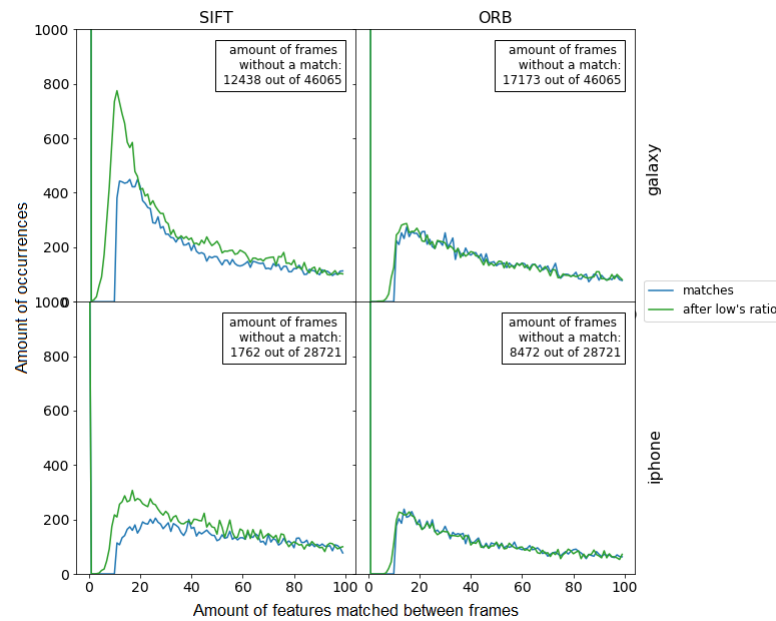 SIFT
ORB
1000
800
600
400
200
0
amount of frames
without a match:
12438 out of 46065
amount of frames
without a match:
17173 out of 46065
galaxy
Amount of occurrences
matches
after low's ratio
1000
800
600
400
200
0
amount of frames
without a match:
1762 out of 28721
amount of frames
without a match:
8472 out of 28721
iphone
0 20 40 60 80 100
0 20 40 60 80 100
Amount of features matched between frames